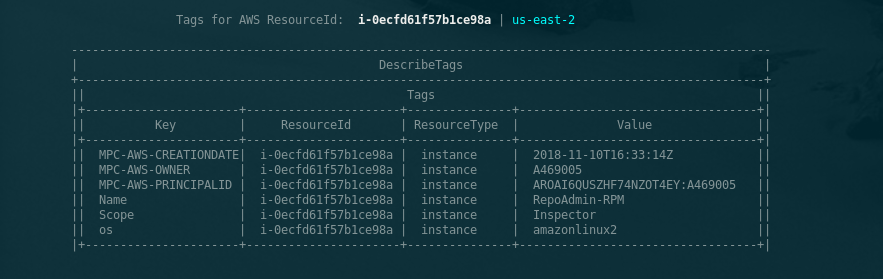 Tags for AWS ResourceId:  i-0ecfd61f57b1ce98a | us-east-2
DescribeTags
Tags
Key | ResourceId | ResourceType | Value
MPC-AWS-CREATIONDATE| i-0ecfd61f57b1ce98a | instance | 2018-11-10T16:33:14Z
MPC-AWS-OWNER | i-0ecfd61f57b1ce98a | instance | A469005
MPC-AWS-PRINCIPALID | i-0ecfd61f57b1ce98a | instance | AROAI6QUSZHF74NZOT4EY:A469005
Name | i-0ecfd61f57b1ce98a | instance | RepoAdmin-RPM
Scope | i-0ecfd61f57b1ce98a | instance | Inspector
os | i-0ecfd61f57b1ce98a | instance | amazonlinux2